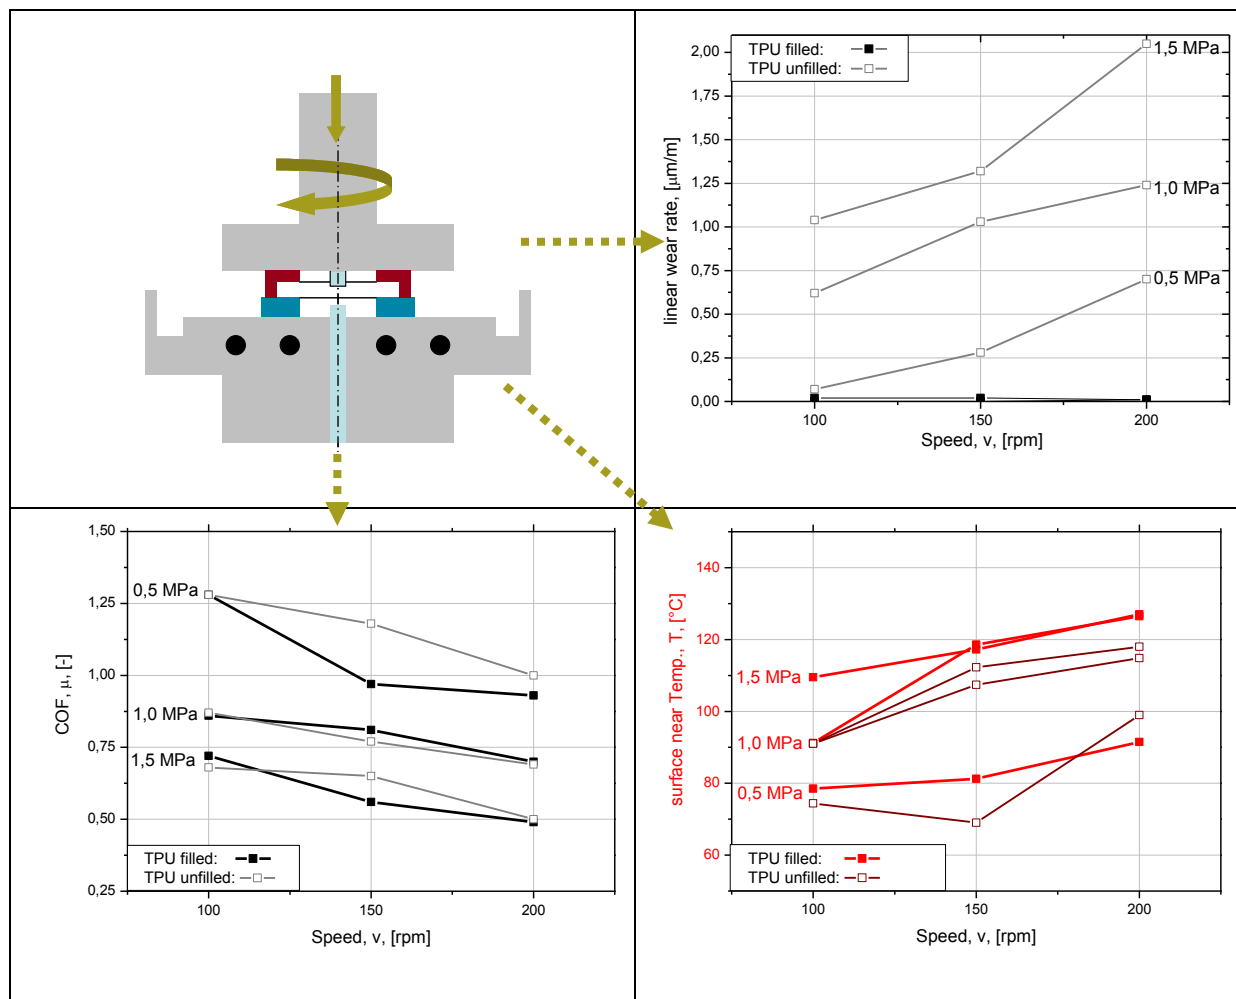 TPU filled:
TPU unfilled:
1,5 MPa
1,0 MPa
0,5 MPa
linear wear rate, [µm/m]
2,00
1,75
1,50
1,25
1,00
0,75
0,50
0,25
0,00
100 150 200
Speed, v, [rpm]
COF, µ, [-]
1,50
1,25
1,00
0,75
0,50
0,25
0,5 MPa
1,0 MPa
1,5 MPa
TPU filled:
TPU unfilled:
100 150 200
Speed, v, [rpm]
surface near Temp., T, [°C]
140
120
100
80
60
1,5 MPa
1,0 MPa
0,5 MPa
TPU filled:
TPU unfilled:
100 150 200
Speed, v, [rpm]